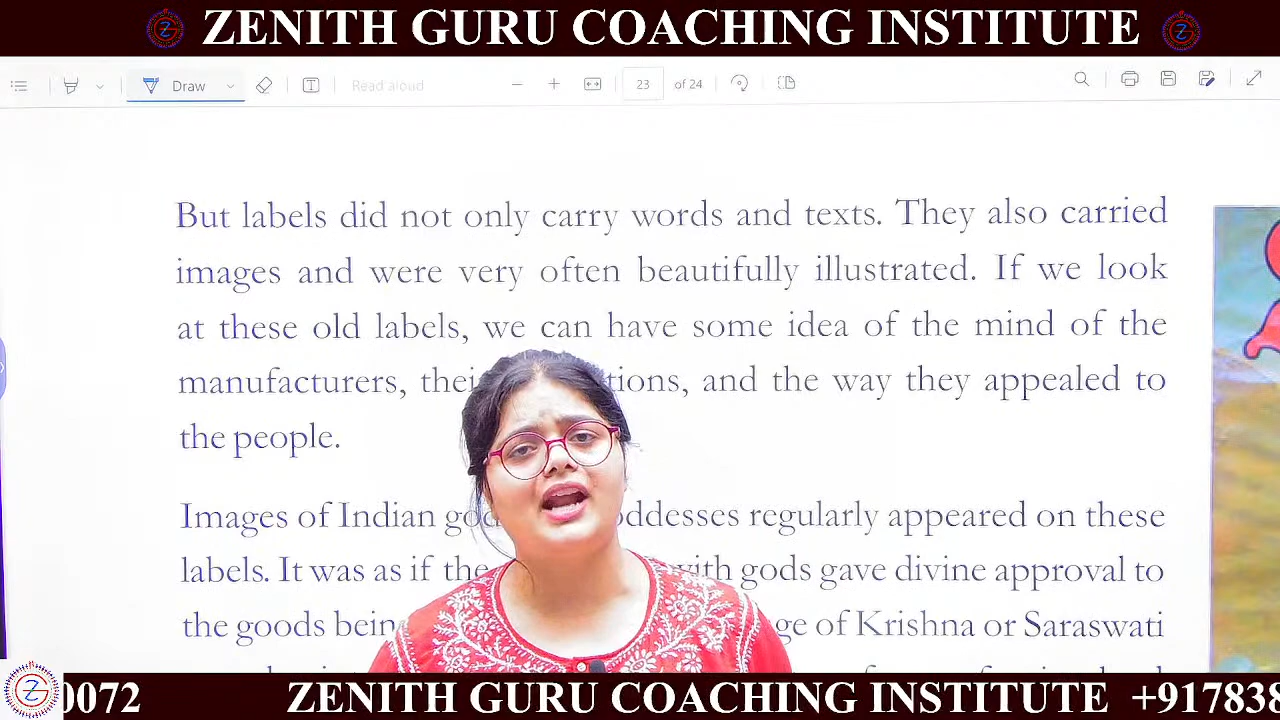 ZENITH GURU COACHING INSTITUTE
Draw
Read aloud
23 of 24
But labels did not only carry words and texts. They also carried
images and were very often beautifully illustrated. If we look
at these old labels, we can have some idea of the mind of the
manufacturers, thei tions, and the way they appealed to
the people.
Images of Indian god oddesses regularly appeared on these
labels. It was as if the with gods gave divine approval to
the goods bein ge of Krishna or Saraswati
0072 ZENITH GURU COACHING INSTITUTE +917838